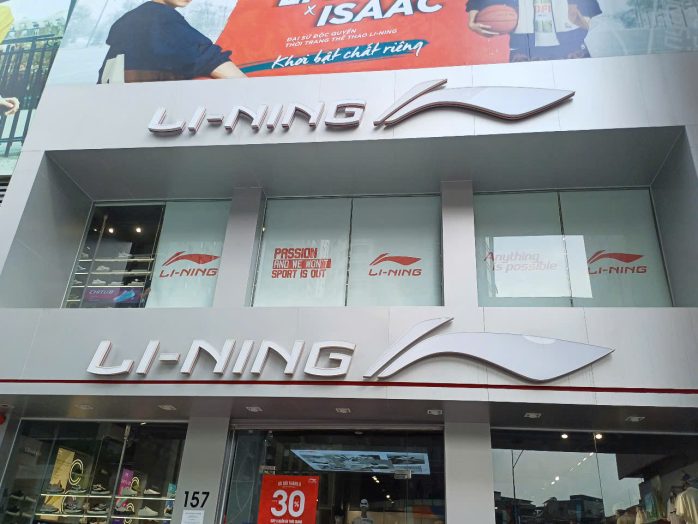 ISAAC
ĐẠI SỨ ĐỘC QUYỀN
THỜI TRANG THỂ THAO LI-NING
Khơi bật chất riêng
LI-NING
LI-NING
PASSION
AND WE WON'T
SPORT IS OUT
LI-NING
Anything
is possible
LI-NING
LI-NING
157
30%